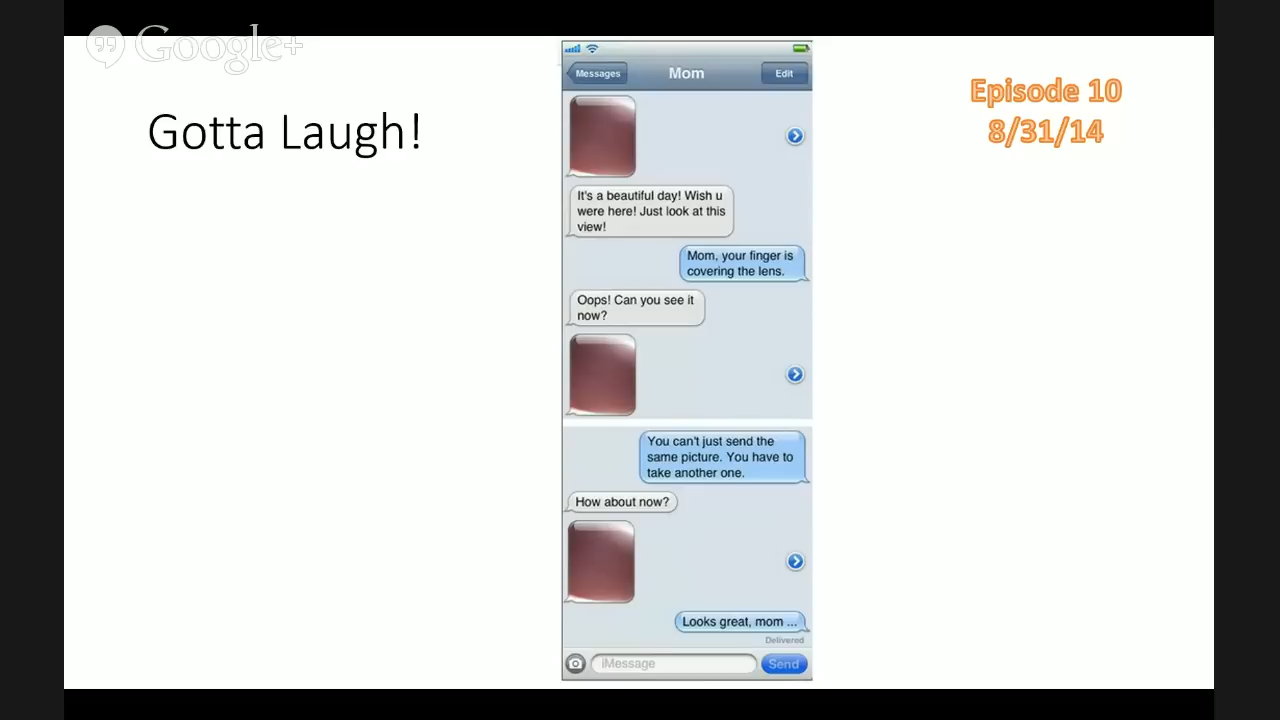 Google+
Gotta Laugh!
Episode 10
8/31/14
Messages
Mom
Edit
It's a beautiful day! Wish u
were here! Just look at this
view!
Mom, your finger is
covering the lens.
Oops! Can you see it
now?
You can't just send the
same picture. You have to
take another one.
How about now?
Looks great, mom ...
Delivered
iMessage
Send